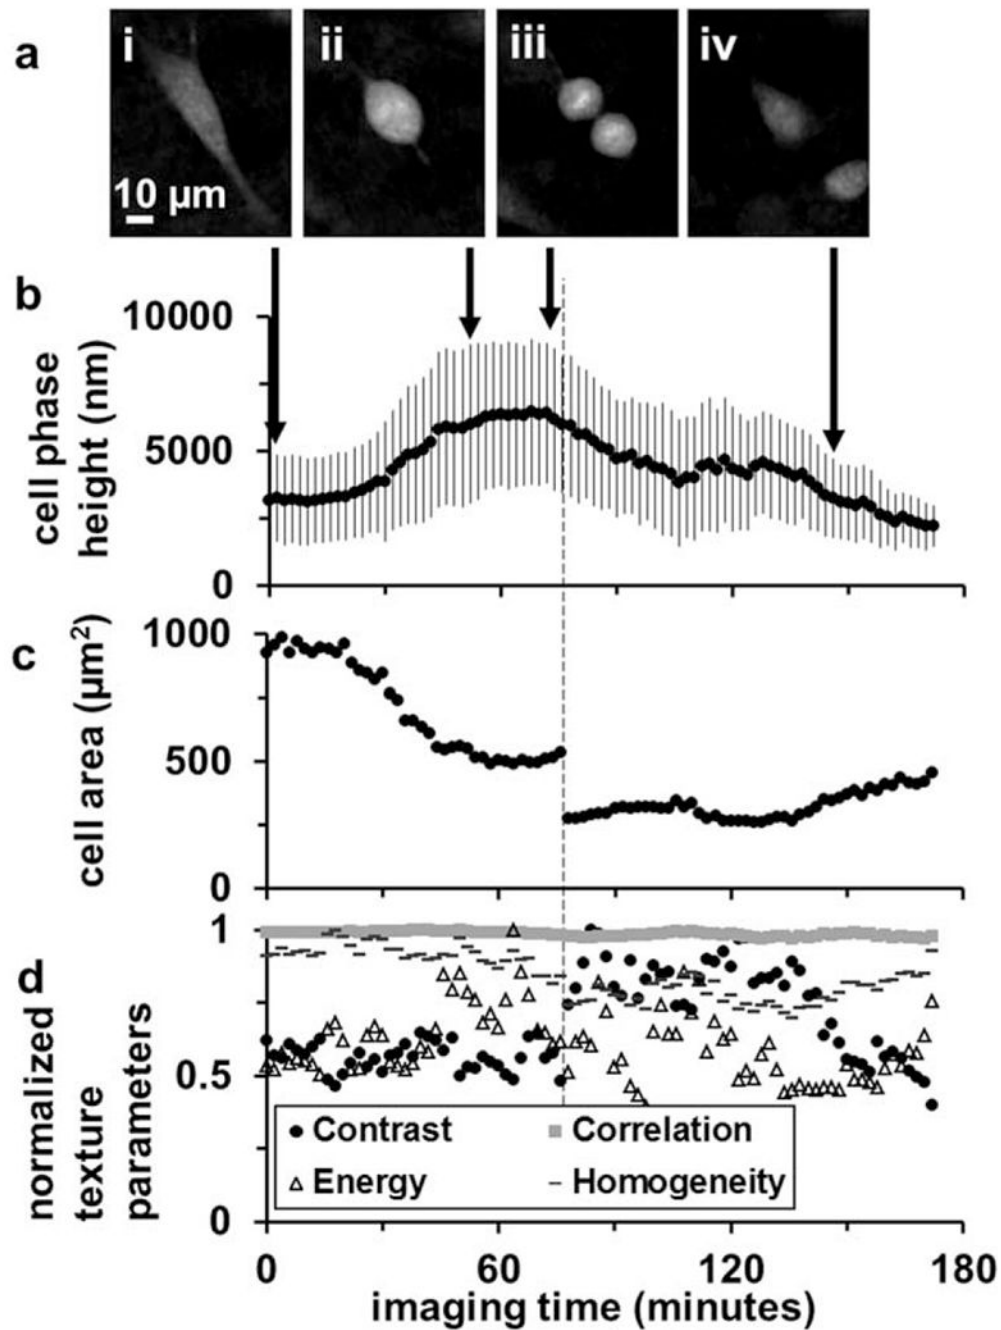 a
i
ii
iii
iv
10 μm
b
cell phase
height (nm)
10000
5000
0
c
cell area (μm²)
1000
500
0
d
normalized
texture
parameters
1
0.5
0
Contrast
Correlation
Energy
Homogeneity
0
60
120
180
imaging time (minutes)